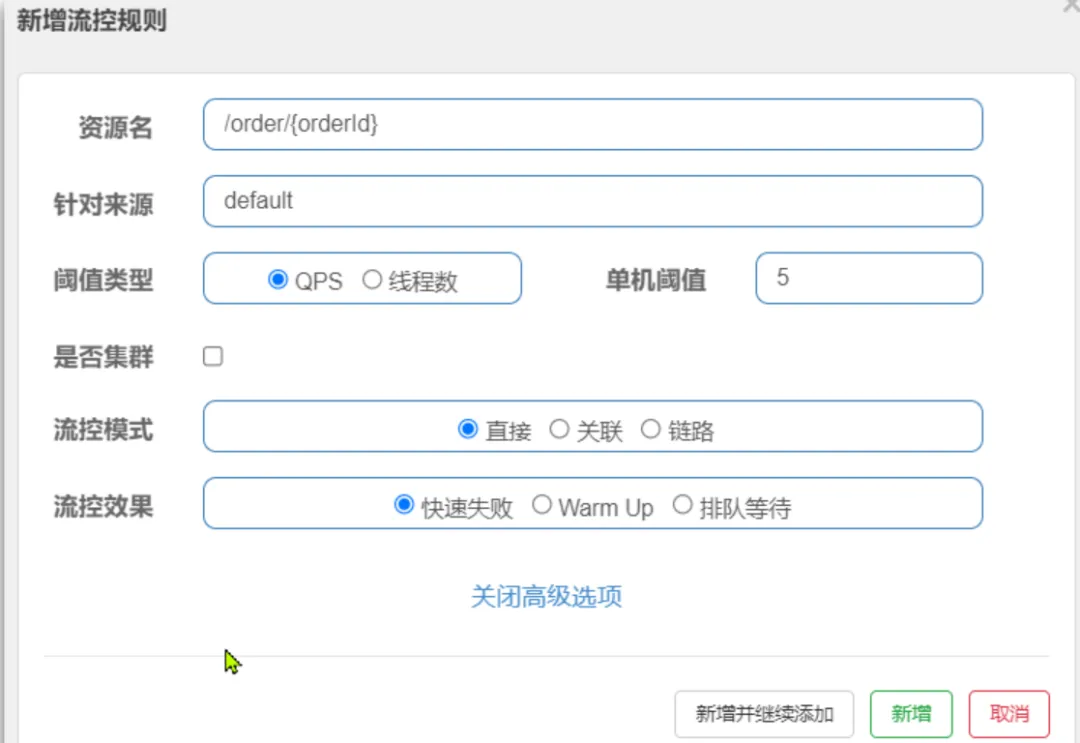 新增流控规则
资源名 /order/{orderId}
针对来源 default
阈值类型 QPS 线程数 单机阈值 5
是否集群
流控模式 直接 关联 链路
流控效果 快速失败 Warm Up 排队等待
关闭高级选项
新增并继续添加 新增 取消